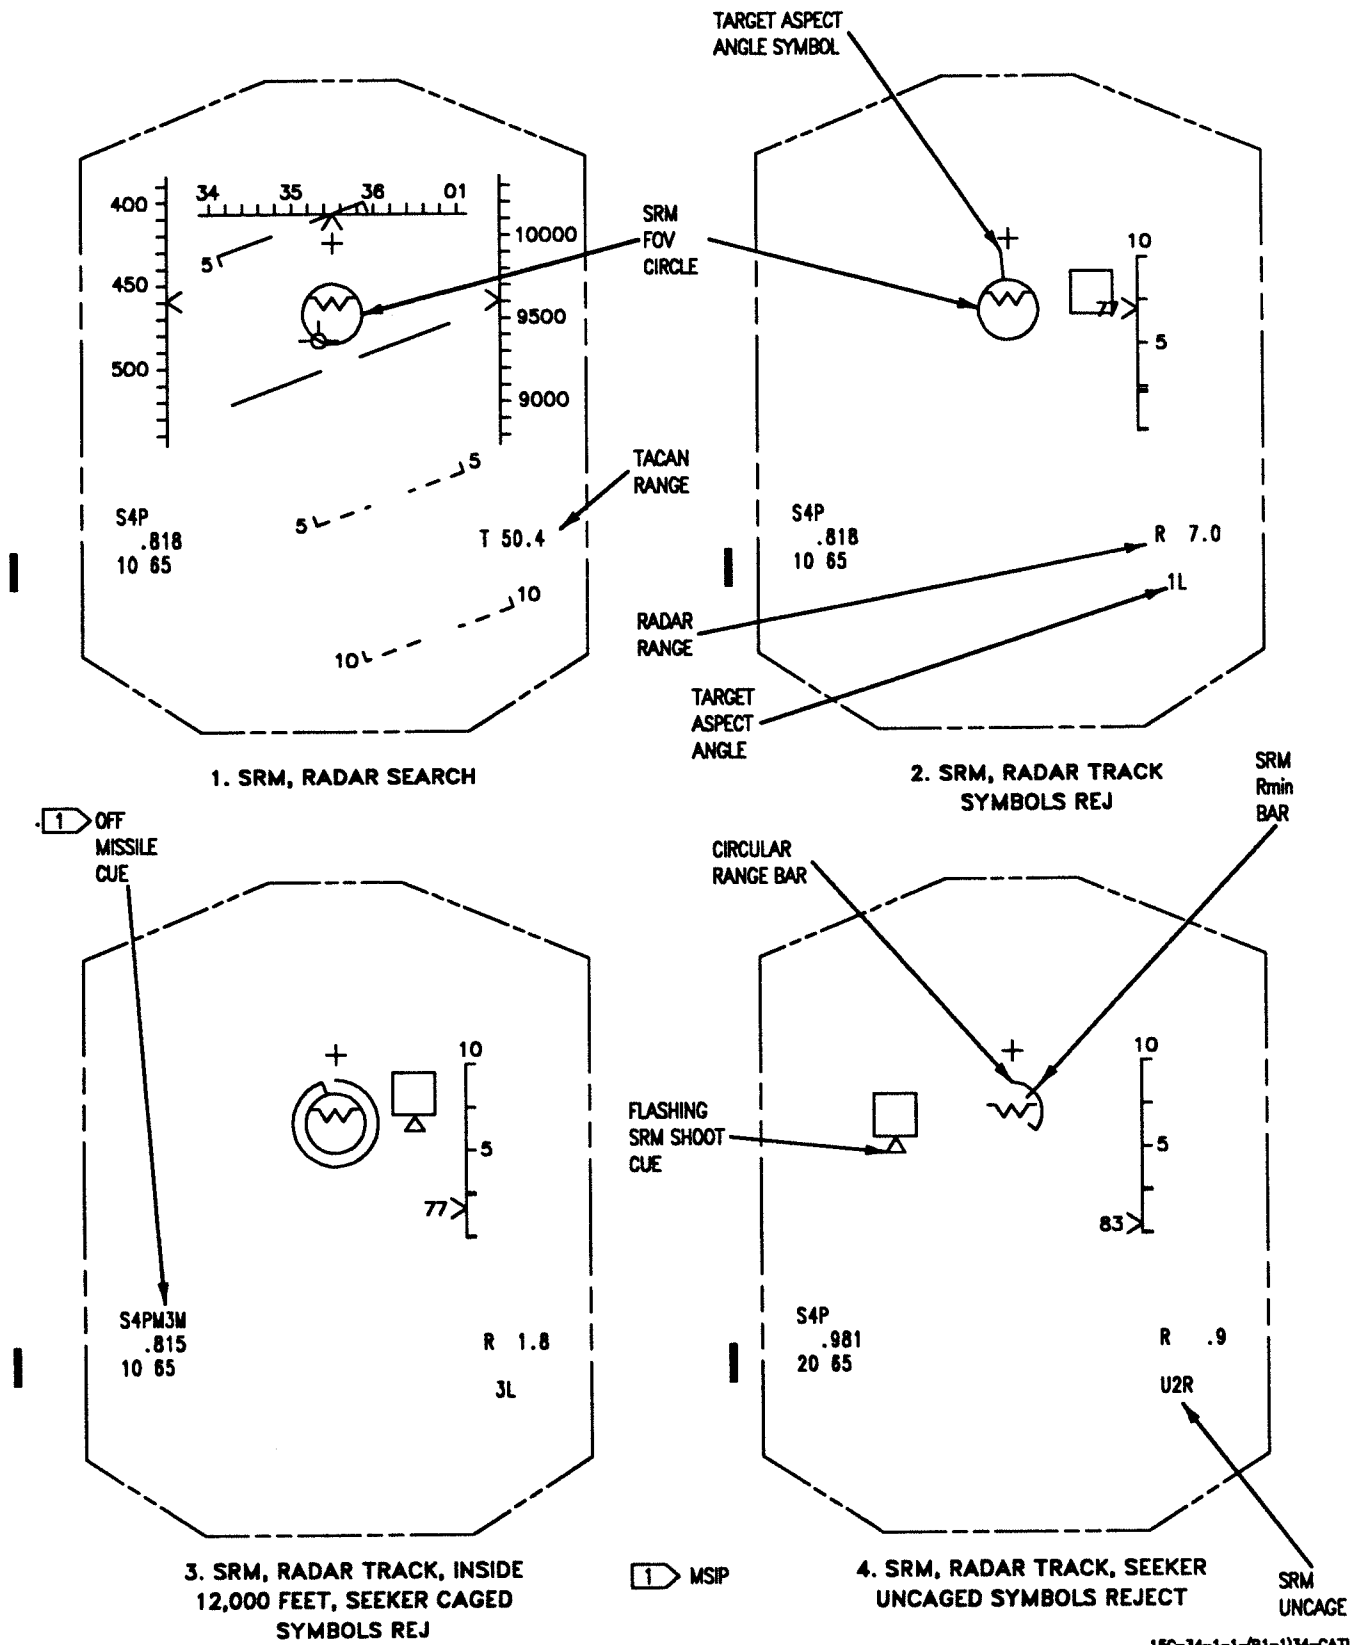 TARGET ASPECT
ANGLE SYMBOL
34 35 36 01
400
450
500
10000
9500
9000
5
5
5
10
10
S4P
.818
10 65
T 50.4
SRM
FOV
CIRCLE
TACAN
RANGE
10
77
5
S4P
.818
10 65
R 7.0
1L
RADAR
RANGE
TARGET
ASPECT
ANGLE
1. SRM, RADAR SEARCH
2. SRM, RADAR TRACK
SYMBOLS REJ
1 OFF
MISSILE
CUE
CIRCULAR
RANGE BAR
SRM
Rmin
BAR
10
5
77
S4PM3M
.815
10 65
R 1.8
3L
FLASHING
SRM SHOOT
CUE
10
5
83
S4P
.981
20 65
R .9
U2R
3. SRM, RADAR TRACK, INSIDE
12,000 FEET, SEEKER CAGED
SYMBOLS REJ
1 MSIP
4. SRM, RADAR TRACK, SEEKER
UNCAGED SYMBOLS REJECT
SRM
UNCAGE